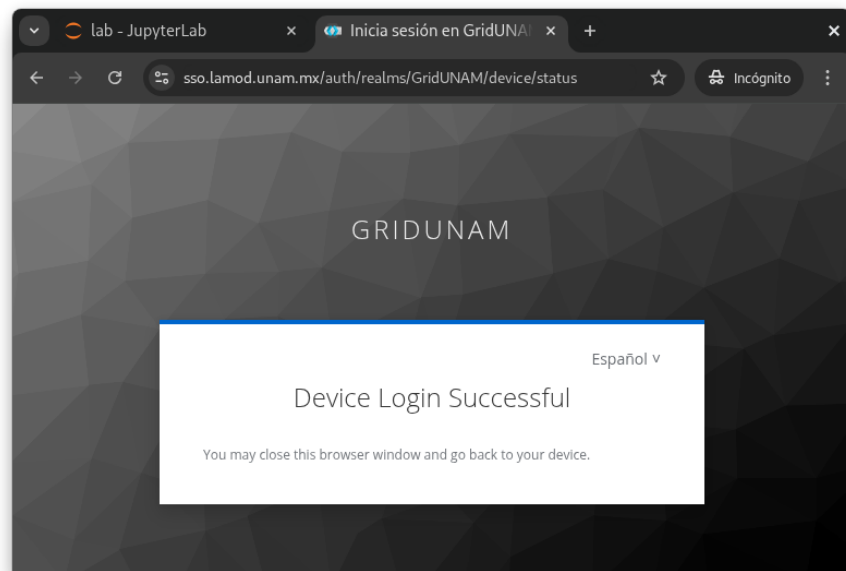 lab - JupyterLab
Inicia sesión en GridUNA
sso.lamod.unam.mx/auth/realms/GridUNAM/device/status
Incógnito
GRIDUNAM
Español
Device Login Successful
You may close this browser window and go back to your device.